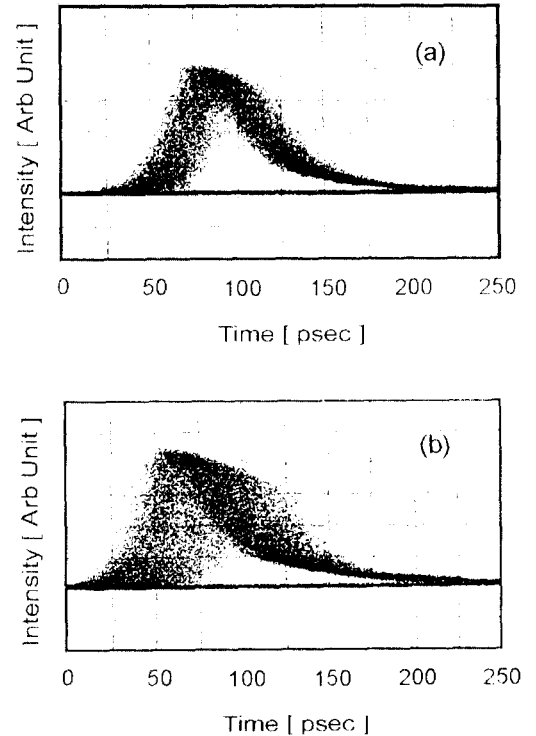 (a)
Intensity [ Arb Unit ]
0 50 100 150 200 250
Time [ psec ]
(b)
Intensity [ Arb Unit ]
0 50 100 150 200 250
Time [ psec ]